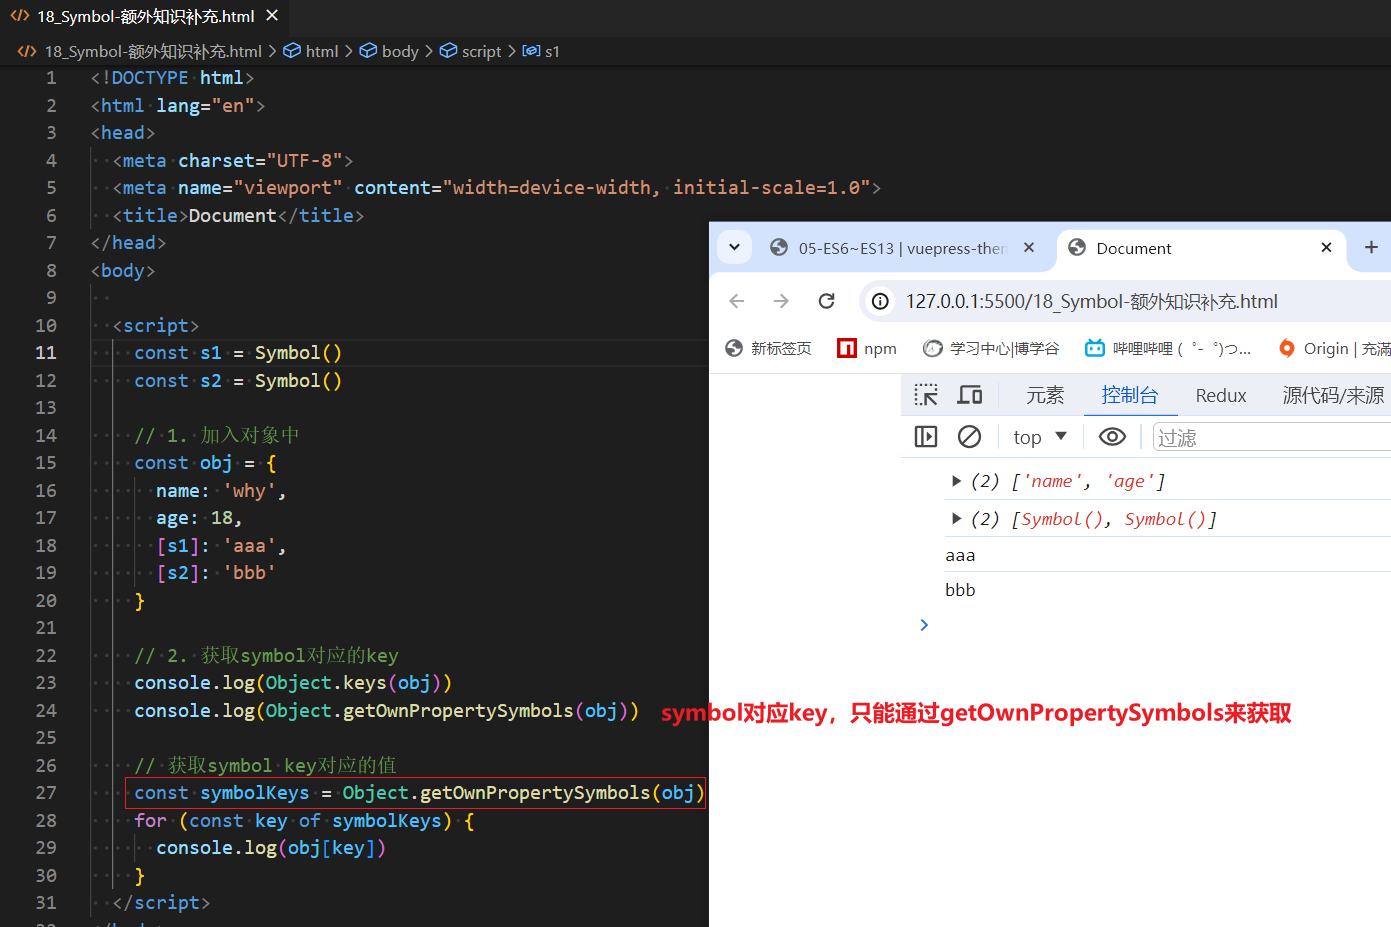 18_Symbol-额外知识补充.html
18_Symbol-额外知识补充.html > html > body > script > s1
1 <!DOCTYPE html>
2 <html lang="en">
3 <head>
4 <meta charset="UTF-8">
5 <meta name="viewport" content="width=device-width, initial-scale=1.0">
6 <title>Document</title>
7 </head>
8 <body>
9
10 <script>
11 const s1 = Symbol()
12 const s2 = Symbol()
13
14 // 1. 加入对象中
15 const obj = {
16 name: 'why',
17 age: 18,
18 [s1]: 'aaa',
19 [s2]: 'bbb'
20 }
21
22 // 2. 获取symbol对应的key
23 console.log(Object.keys(obj))
24 console.log(Object.getOwnPropertySymbols(obj))
25
26 // 获取symbol key对应的值
27 const symbolKeys = Object.getOwnPropertySymbols(obj)
28 for (const key of symbolKeys) {
29 console.log(obj[key])
30 }
31 </script>
05-ES6~ES13 | vuepress-the
Document
127.0.0.1:5500/18_Symbol-额外知识补充.html
新标签页 npm 学习中心|博学谷 哔哩哔哩 (゜-゜)つ... Origin | 充满
元素 控制台 Redux 源代码/来源
top 过滤
(2) ['name', 'age']
(2) [Symbol(), Symbol()]
aaa
bbb
symbol对应key，只能通过getOwnPropertySymbols来获取